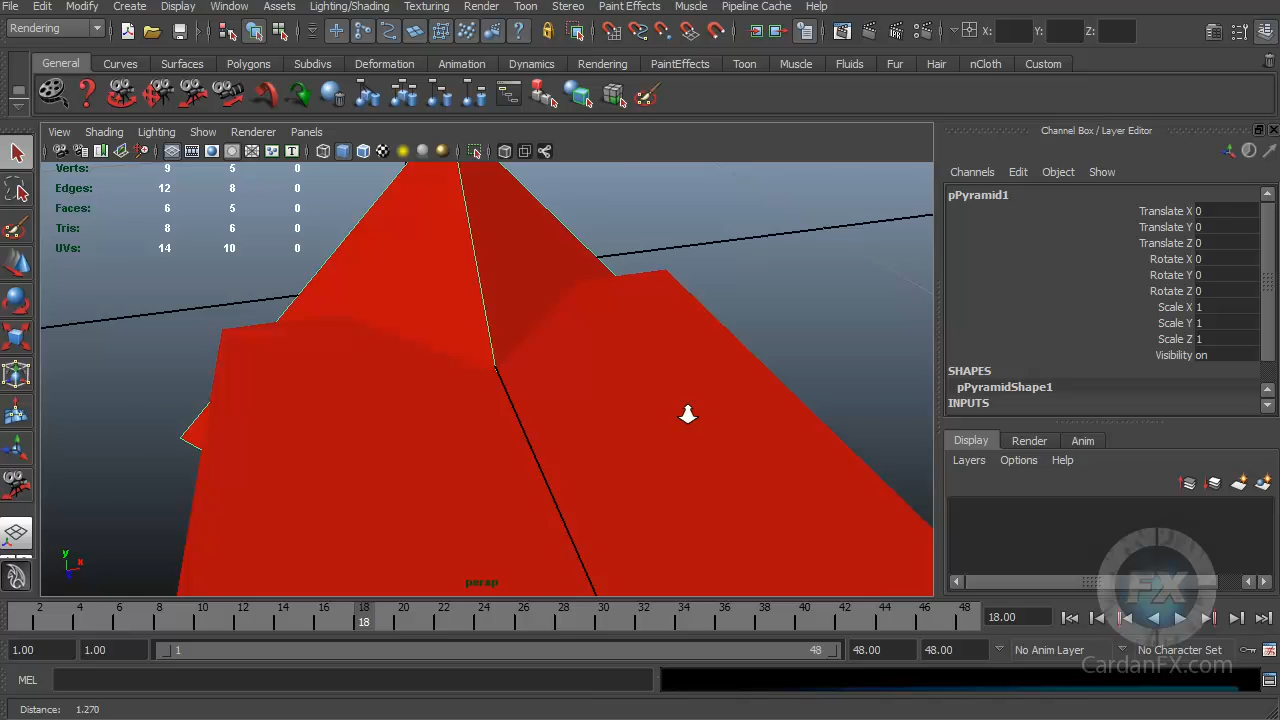 File Edit Modify Create Display Window Assets Lighting/Shading Texturing Render Toon Stereo Paint Effects Muscle Pipeline Cache Help
Rendering X: Y: Z:
General Curves Surfaces Polygons Subdivs Deformation Animation Dynamics Rendering PaintEffects Toon Muscle Fluids Fur Hair nCloth Custom
View Shading Lighting Show Renderer Panels
Channel Box / Layer Editor
Channels Edit Object Show
Verts: 9 5 0
Edges: 12 8 0
Faces: 6 5 0
Tris: 8 6 0
UVs: 14 10 0
pPyramid1
Translate X 0
Translate Y 0
Translate Z 0
Rotate X 0
Rotate Y 0
Rotate Z 0
Scale X 1
Scale Y 1
Scale Z 1
Visibility on
SHAPES
pPyramidShape1
INPUTS
Display Render Anim
Layers Options Help
y x
persp
FX
2 4 6 8 10 12 14 16 18 20 22 24 26 28 30 32 34 36 38 40 42 44 46 48
18 18.00
1.00 1.00 1 48 48.00 48.00 No Anim Layer No Character Set
CardanFX.com
MEL
Distance: 1.270